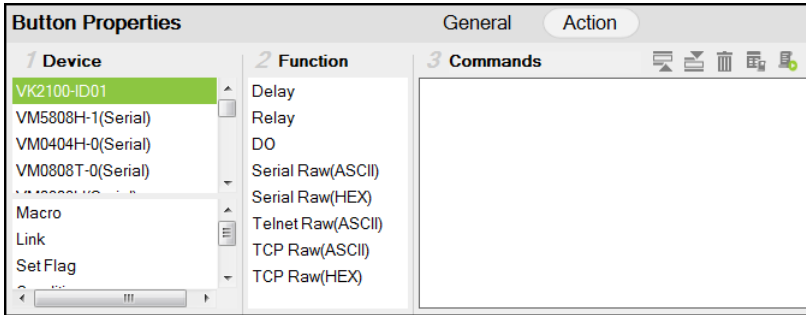 Button Properties
General
Action
1 Device
VK2100-ID01
VM5808H-1(Serial)
VM0404H-0(Serial)
VM0808T-0(Serial)
Macro
Link
Set Flag
2 Function
Delay
Relay
DO
Serial Raw(ASCII)
Serial Raw(HEX)
Telnet Raw(ASCII)
TCP Raw(ASCII)
TCP Raw(HEX)
3 Commands